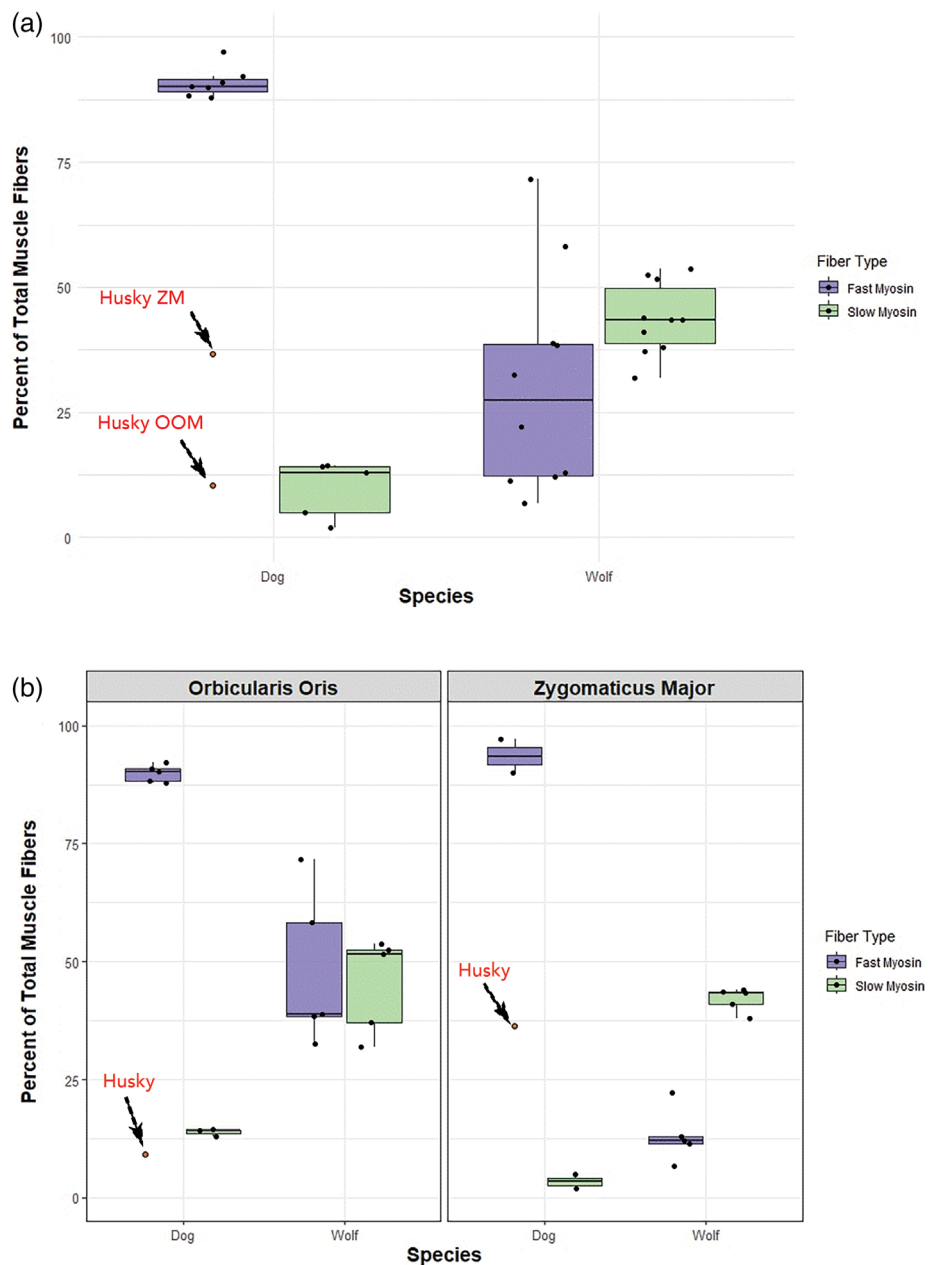 (a)
100
75
50
25
0
Percent of Total Muscle Fibers
Husky ZM
Husky OOM
Dog
Wolf
Species
Fiber Type
Fast Myosin
Slow Myosin
(b)
Orbicularis Oris
Zygomaticus Major
100
75
50
25
0
Percent of Total Muscle Fibers
Husky
Husky
Dog
Wolf
Dog
Wolf
Species
Fiber Type
Fast Myosin
Slow Myosin